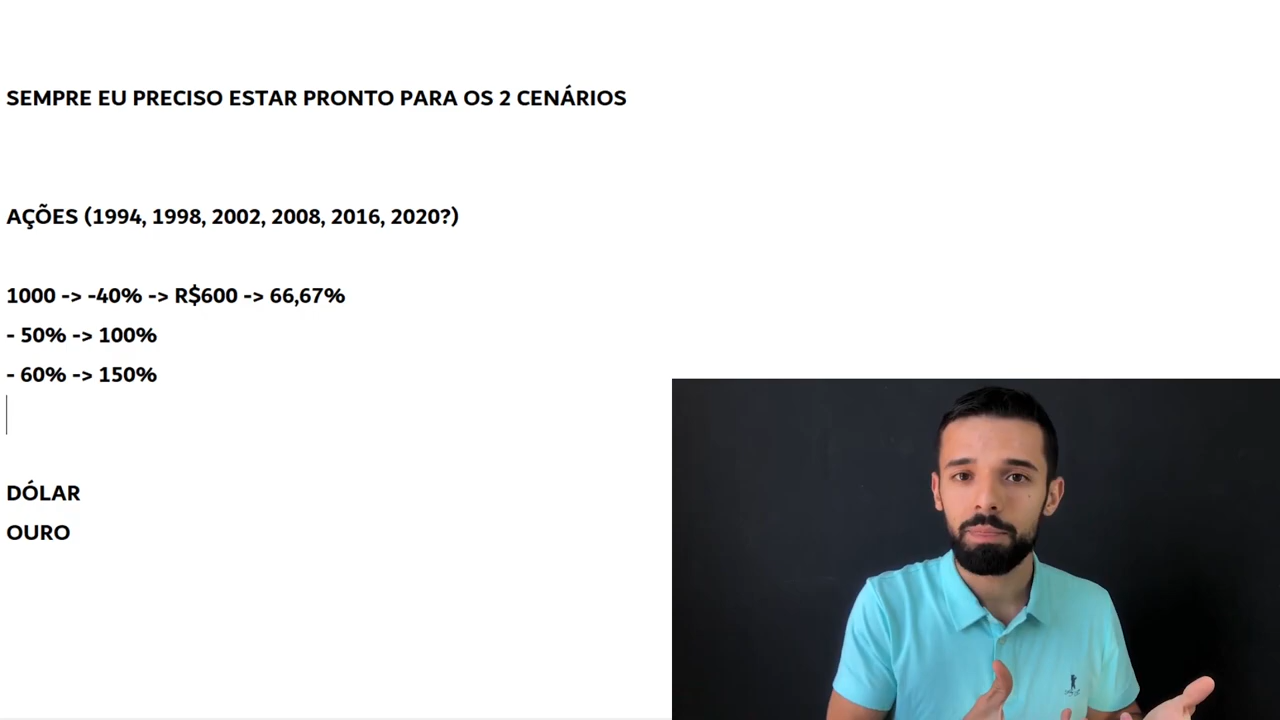 SEMPRE EU PRECISO ESTAR PRONTO PARA OS 2 CENÁRIOS
AÇÕES (1994, 1998, 2002, 2008, 2016, 2020?)
1000 -> -40% -> R$600 -> 66,67%
- 50% -> 100%
- 60% -> 150%
DÓLAR
OURO